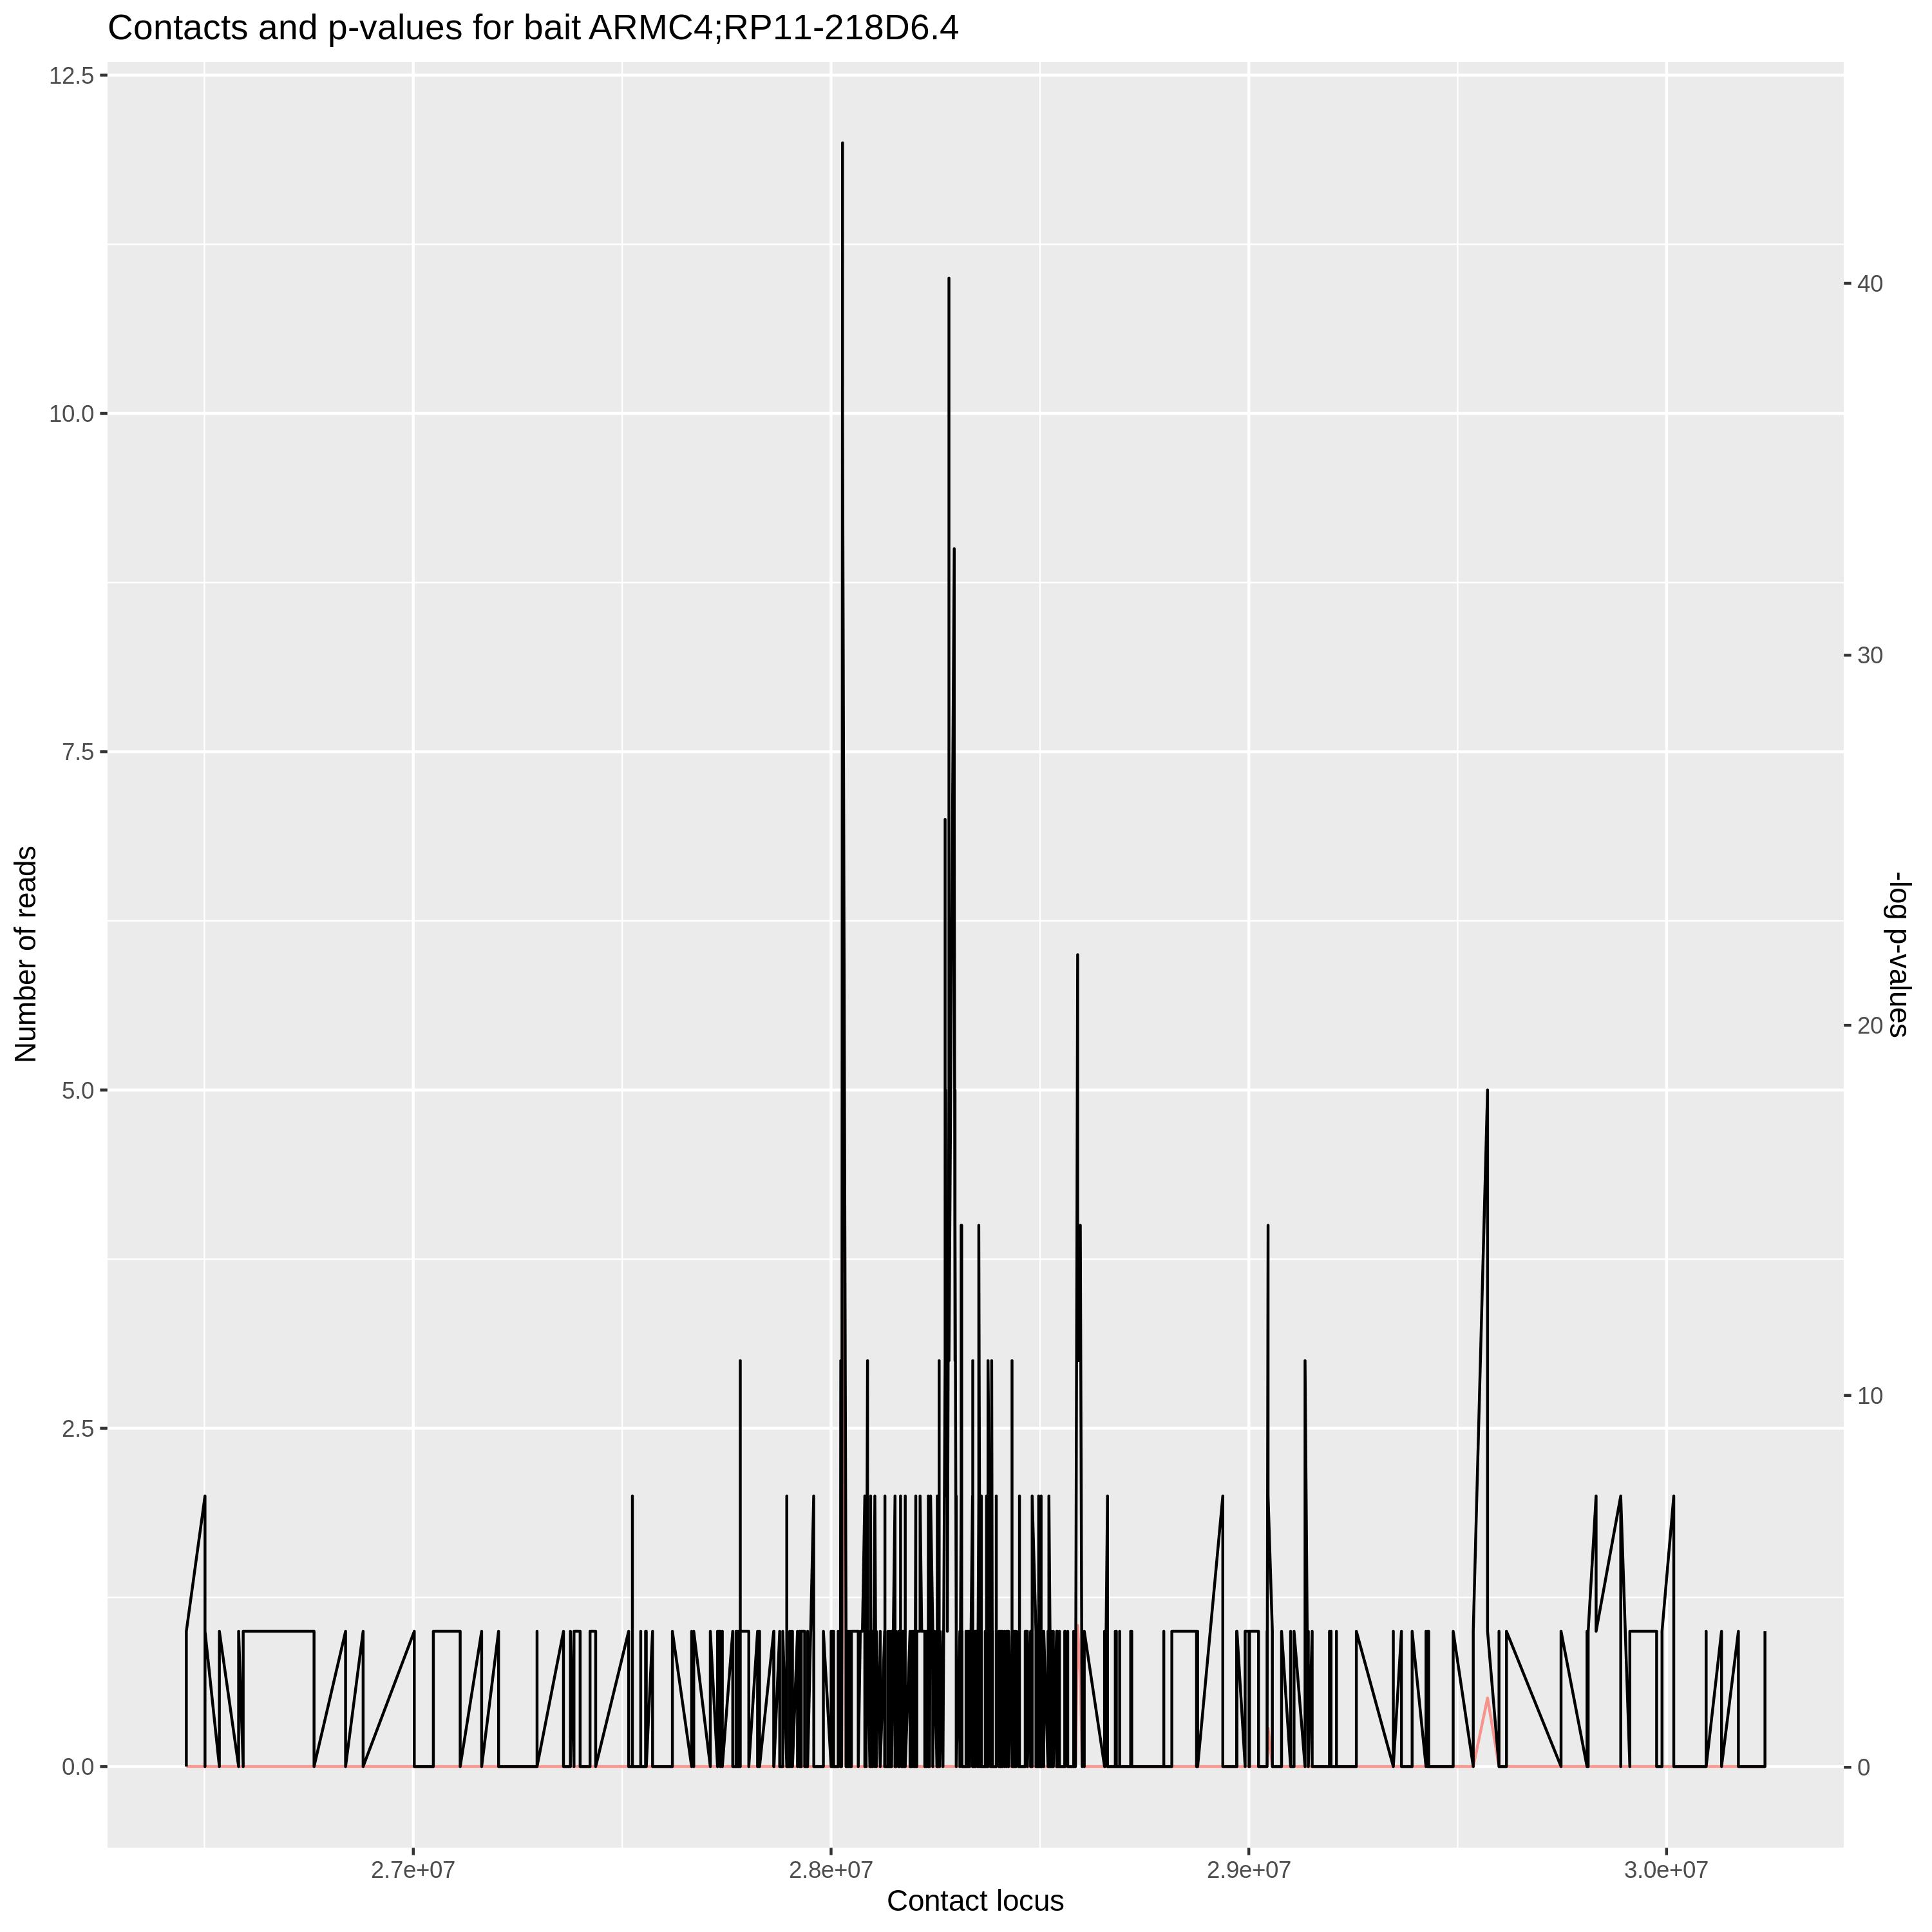 Contacts and p-values for bait ARMC4;RP11-218D6.4
12.5
10.0
7.5
5.0
2.5
0.0
Number of reads
40
30
20
10
0
-log p-values
2.7e+07
2.8e+07
2.9e+07
3.0e+07
Contact locus